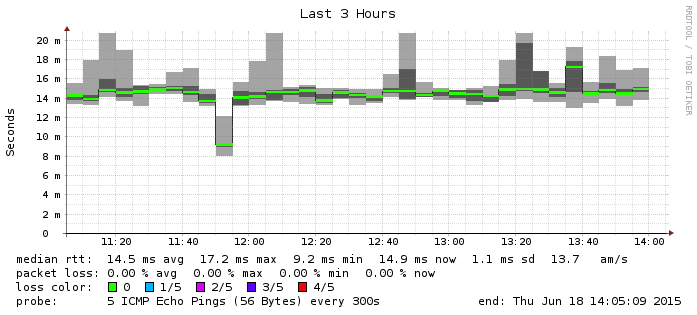 Last 3 Hours
RRDTOOL / TOBI OETIKER
Seconds
20 m
18 m
16 m
14 m
12 m
10 m
8 m
6 m
4 m
2 m
0
11:20 11:40 12:00 12:20 12:40 13:00 13:20 13:40 14:00
median rtt: 14.5 ms avg 17.2 ms max 9.2 ms min 14.9 ms now 1.1 ms sd 13.7 am/s
packet loss: 0.00 % avg 0.00 % max 0.00 % min 0.00 % now
loss color: 0 1/5 2/5 3/5 4/5
probe: 5 ICMP Echo Pings (56 Bytes) every 300s end: Thu Jun 18 14:05:09 2015